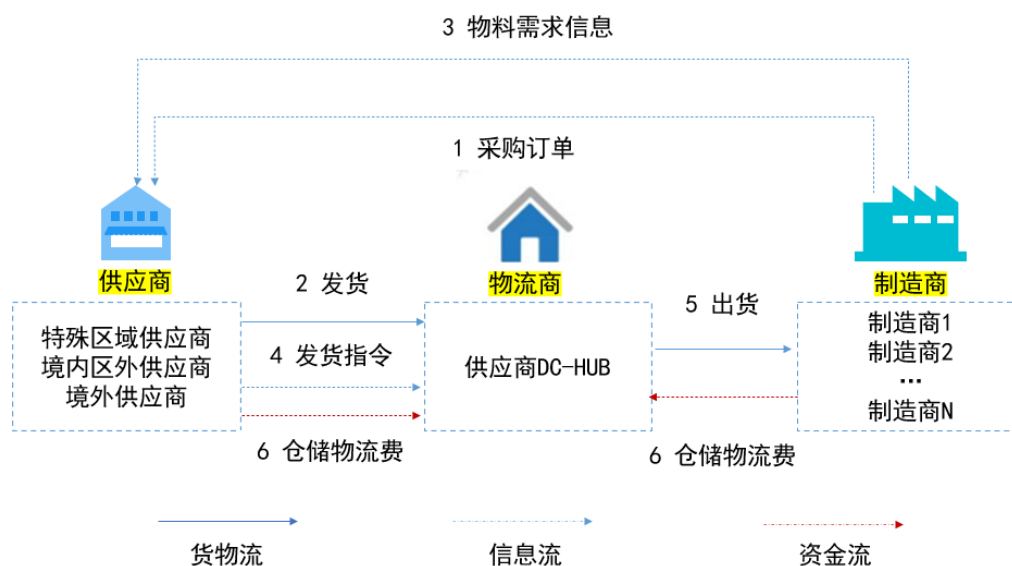 3 物料需求信息
1 采购订单
供应商
物流商
制造商
2 发货
4 发货指令
6 仓储物流费
5 出货
6 仓储物流费
特殊区域供应商
境内区外供应商
境外供应商
供应商DC-HUB
制造商1
制造商2
…
制造商N
货物流
信息流
资金流